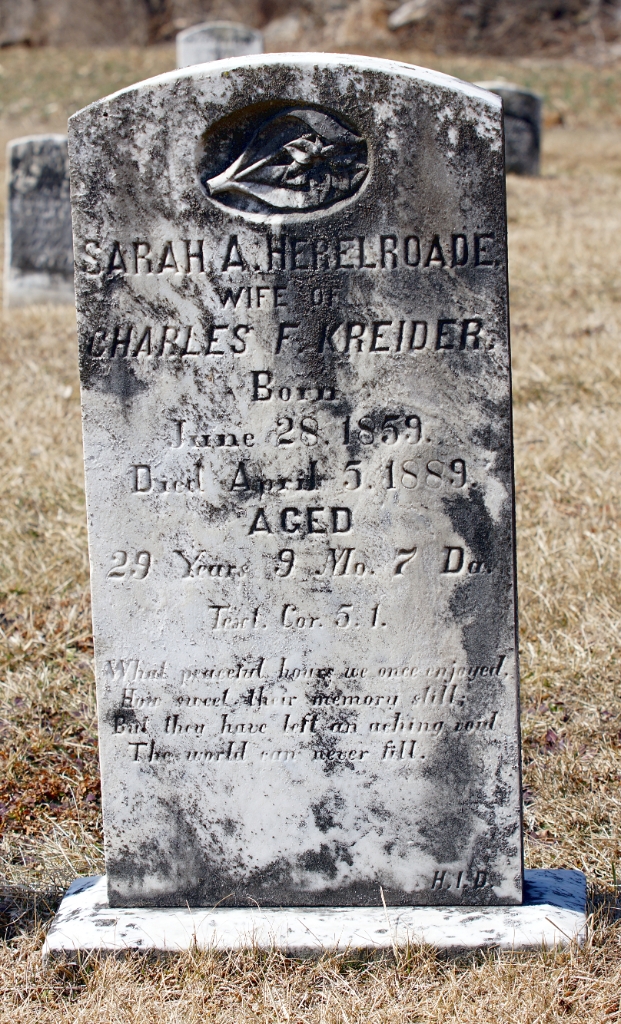 SARAH A. HERELROADE,
WIFE OF
CHARLES F. KREIDER,
Born
June 28. 1859.
Died April 5. 1889.
AGED
29 Years 9 Mo. 7 Da.
Text. Cor. 5. 1.
What peaceful hours we once enjoyed,
How sweet their memory still;
But they have left an aching void
The world can never fill.
H. I. D.